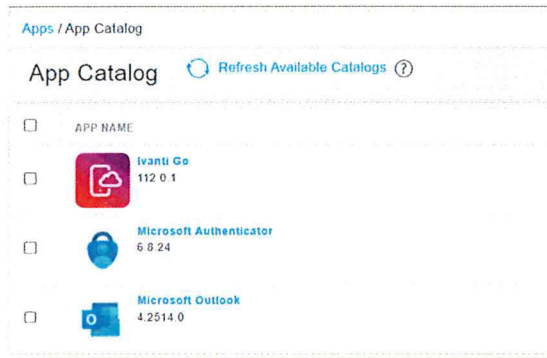 Apps / App Catalog
App Catalog Refresh Available Catalogs ?
APP NAME
Ivanti Go
112.0.1
Microsoft Authenticator
6.8.24
Microsoft Outlook
4.2514.0